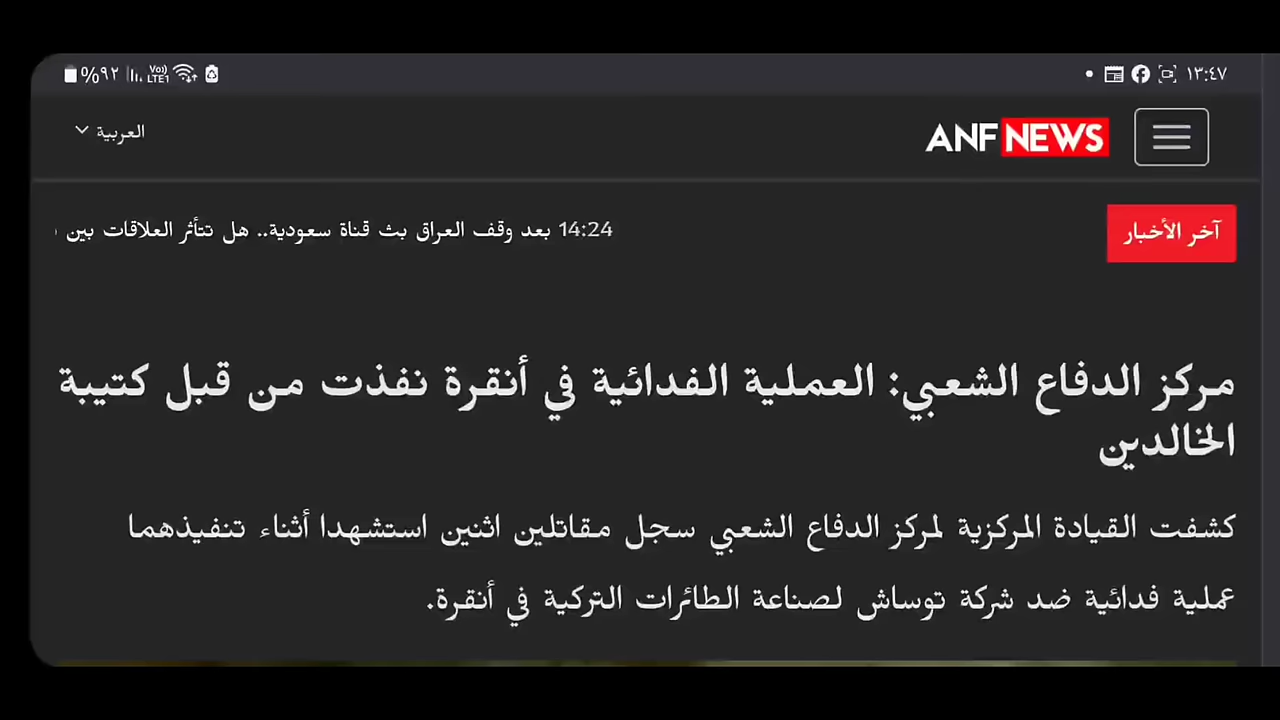 ١٣:٤٧
%٩٢
Vo))
LTE1
ANF NEWS
العربية
آخر الأخبار
14:24 بعد وقف العراق بث قناة سعودية.. هل تتأثر العلاقات بين
مركز الدفاع الشعبي: العملية الفدائية في أنقرة نفذت من قبل كتيبة
الخالدين
كشفت القيادة المركزية لمركز الدفاع الشعبي سجل مقاتلين اثنين استشهدا أثناء تنفيذهما
عملية فدائية ضد شركة توساش لصناعة الطائرات التركية في أنقرة.